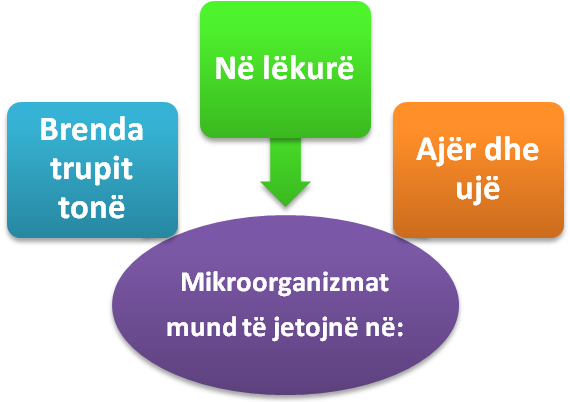 Në lëkurë
Brenda
trupit
tonë
Ajër dhe
ujë
Mikroorganizmat
mund të jetojnë në: